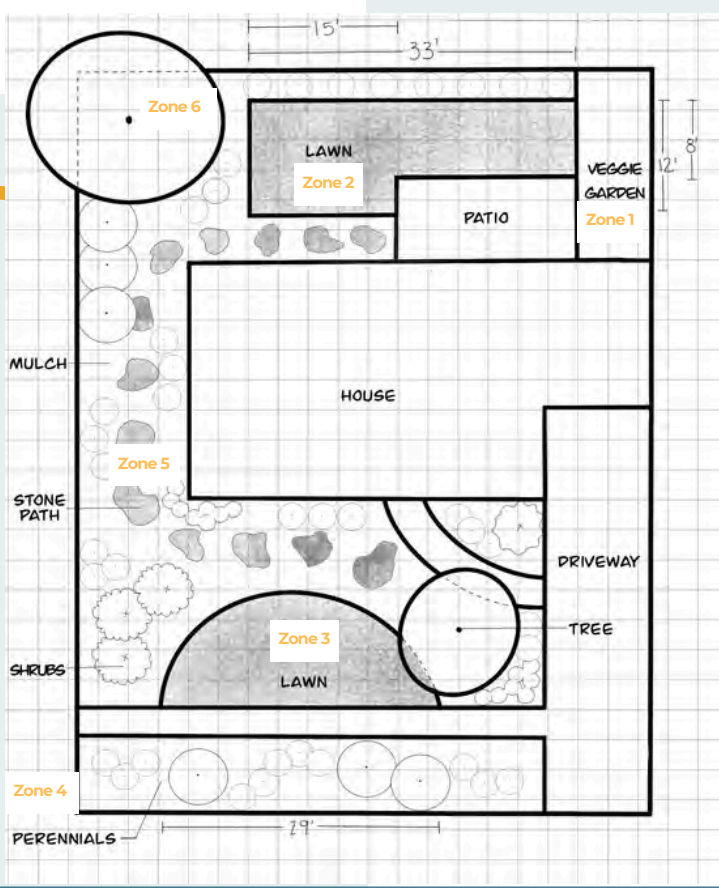 15'
33'
Zone 6
LAWN
Zone 2
8'
12'
VEGGIE
GARDEN
Zone 1
PATIO
MULCH
HOUSE
Zone 5
STONE
PATH
DRIVEWAY
TREE
Zone 3
LAWN
SHRUBS
Zone 4
PERENNIALS
29'